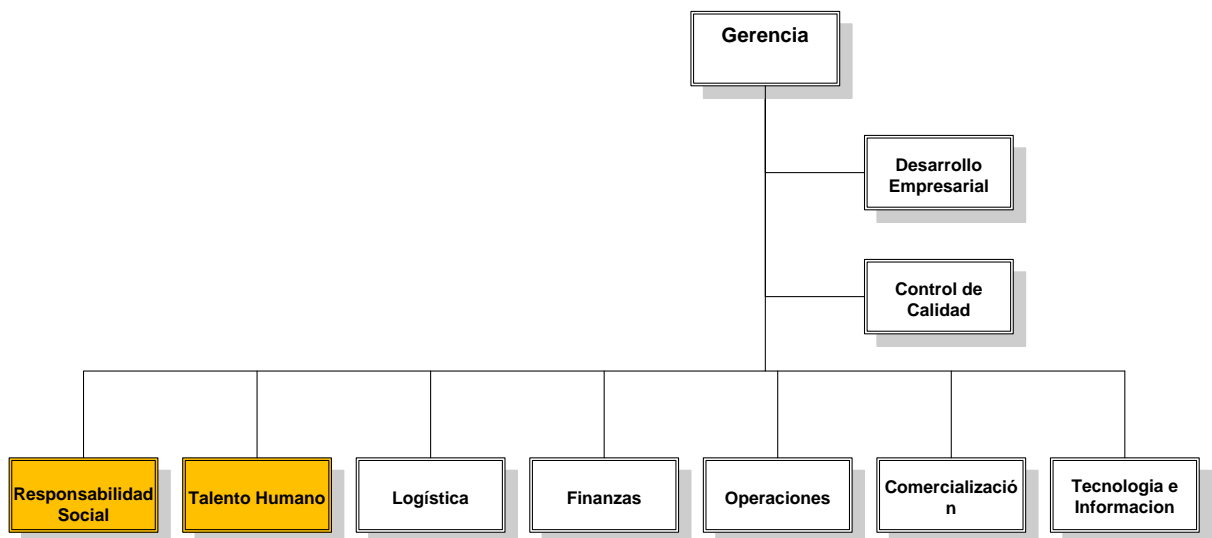 Gerencia
Desarrollo
Empresarial
Control de
Calidad
Responsabilidad
Social
Talento Humano
Logística
Finanzas
Operaciones
Comercializació
n
Tecnologia e
Informacion